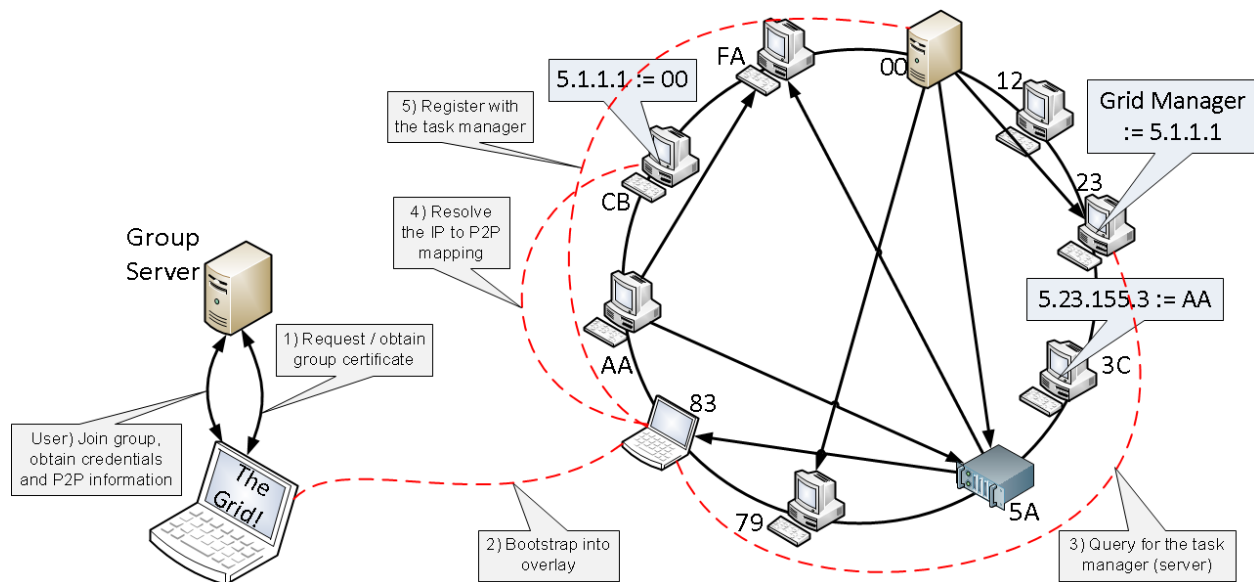 FA
00
12
5.1.1.1 := 00
Grid Manager
:= 5.1.1.1
5) Register with
the task manager
23
CB
4) Resolve
the IP to P2P
mapping
Group
Server
5.23.155.3 := AA
1) Request / obtain
group certificate
AA
3C
83
User) Join group,
obtain credentials
and P2P information
The
Grid!
79
5A
2) Bootstrap into
overlay
3) Query for the task
manager (server)